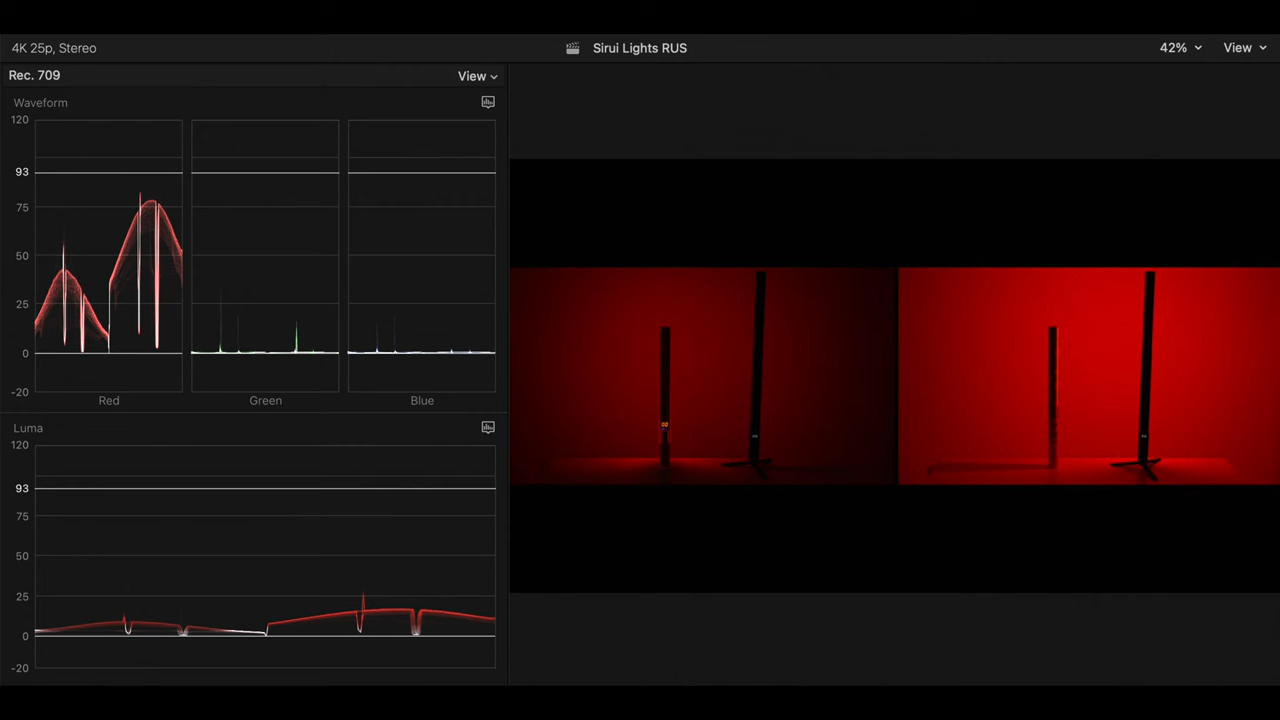 4K 25p, Stereo
Sirui Lights RUS
42%
View
Rec. 709
View
Waveform
120
93
75
50
25
0
-20
Red
Green
Blue
Luma
120
93
75
50
25
0
-20